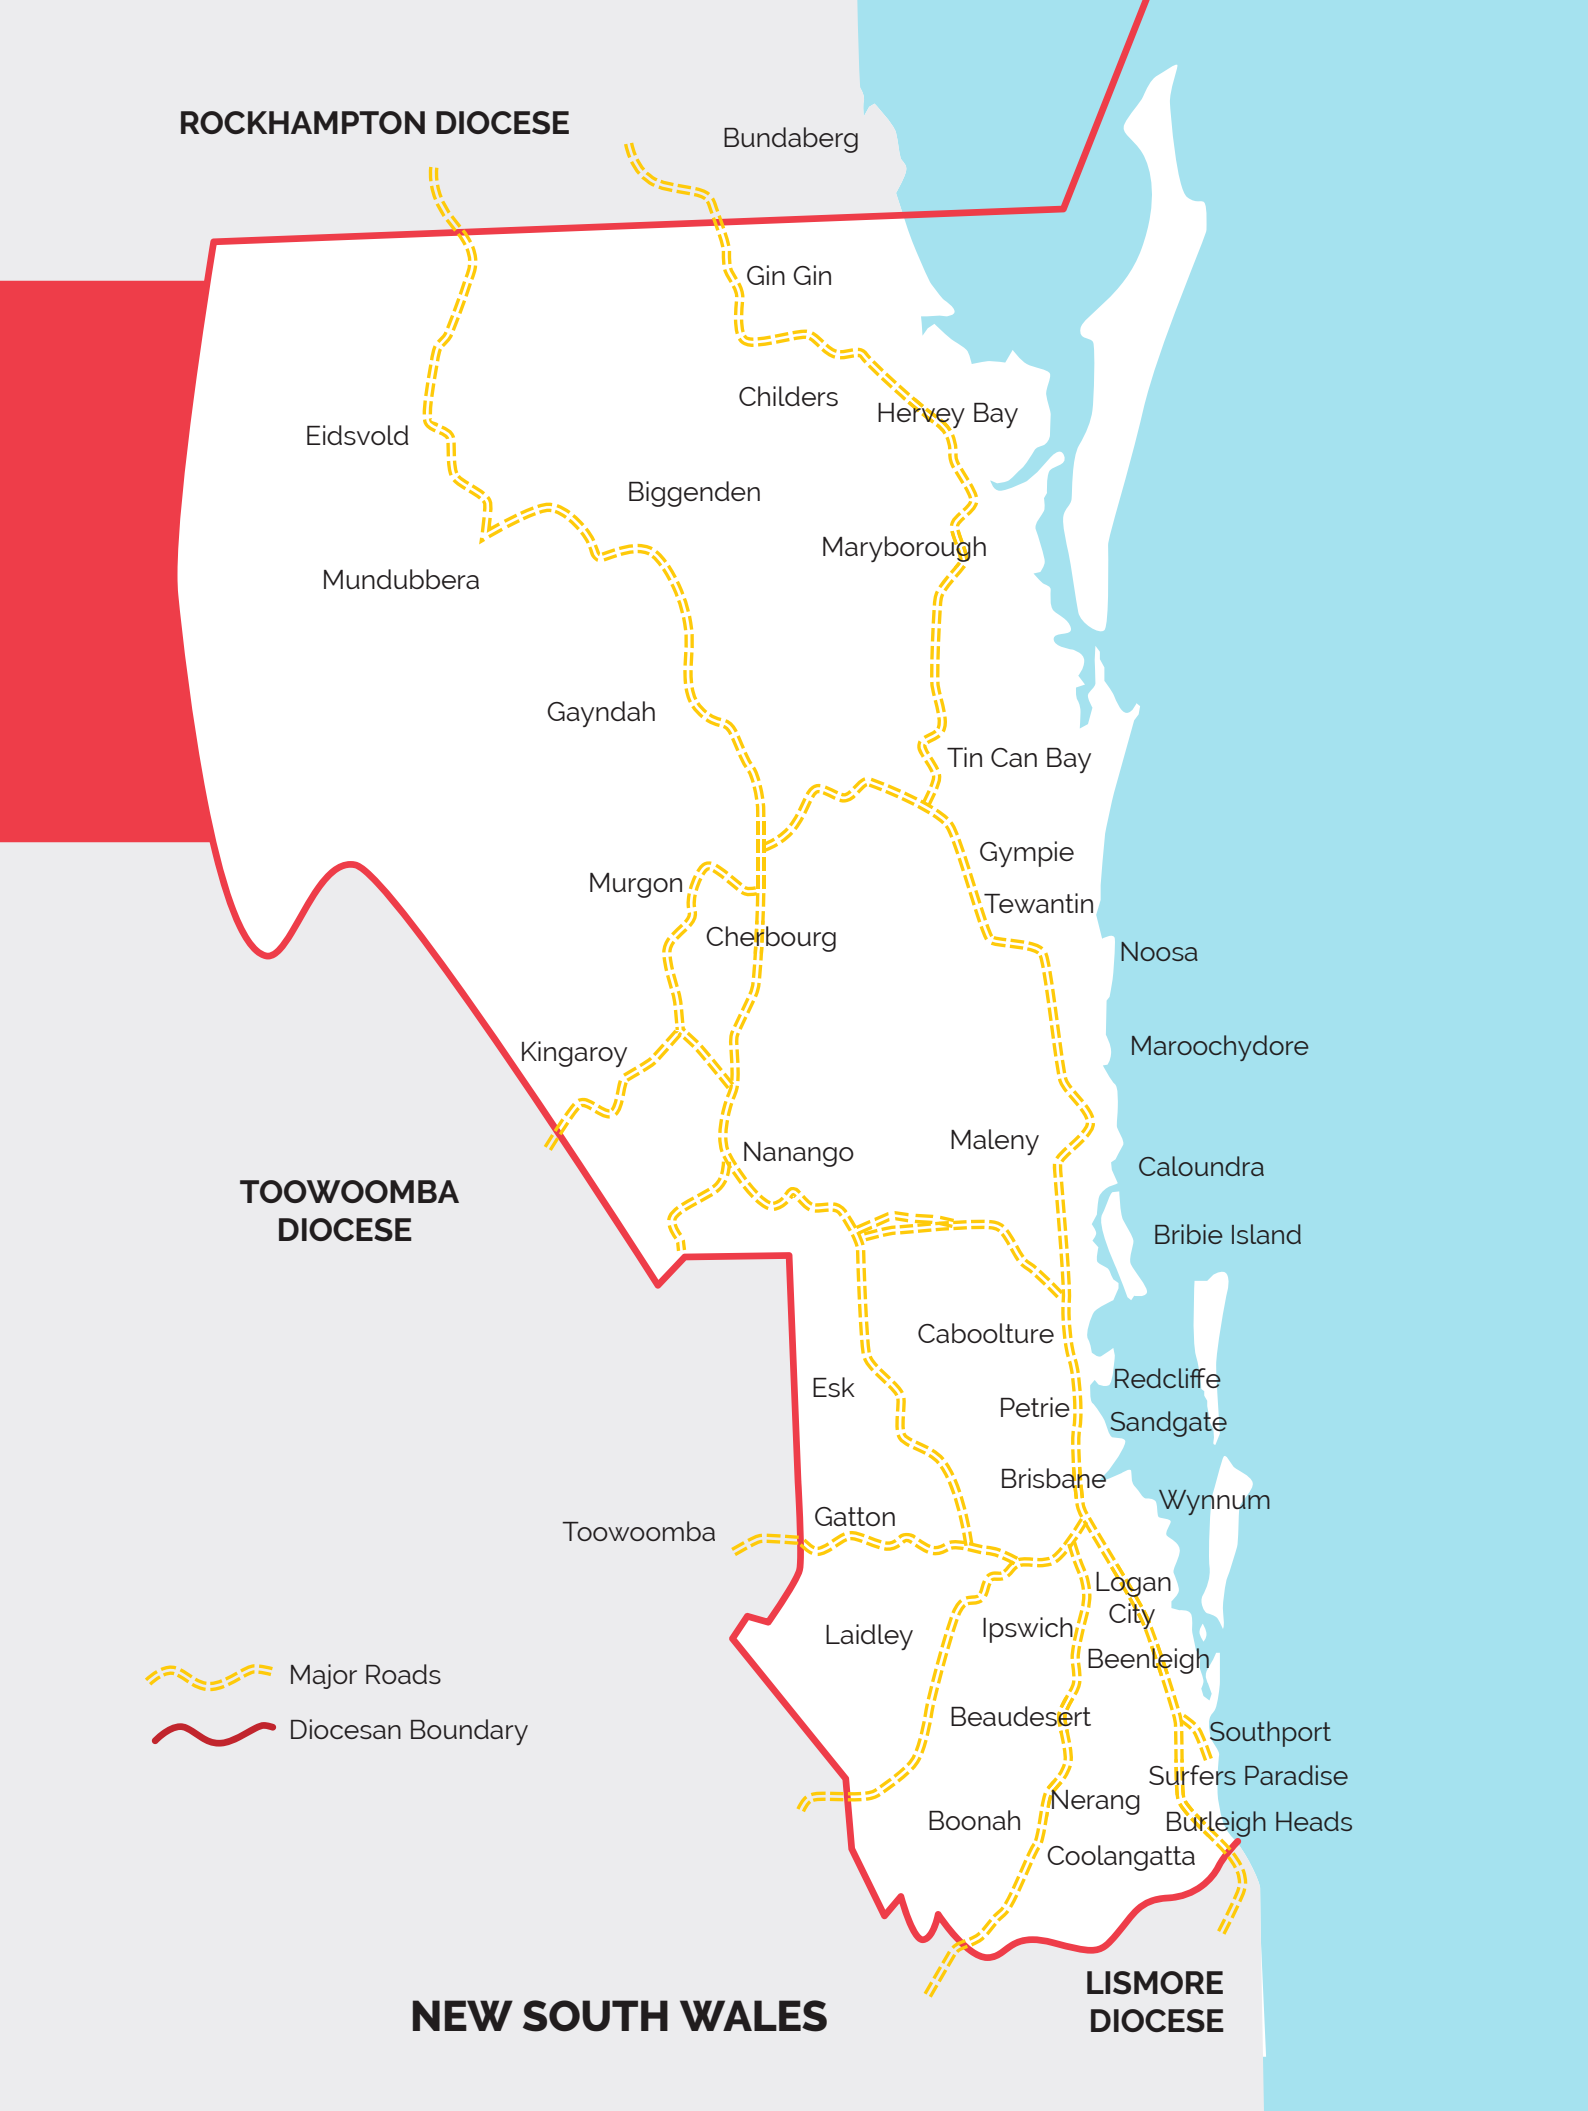 ROCKHAMPTON DIOCESE
Bundaberg
Gin Gin
Childers
Hervey Bay
Eidsvold
Biggenden
Maryborough
Mundubbera
Gayndah
Tin Can Bay
Gympie
Murgon
Tewantin
Cherbourg
Noosa
Maroochydore
Kingaroy
Maleny
Nanango
Caloundra
TOOWOOMBA
DIOCESE
Bribie Island
Caboolture
Redcliffe
Esk
Petrie
Sandgate
Brisbane
Wynnum
Gatton
Toowoomba
Logan
City
Ipswich
Laidley
Beenleigh
Major Roads
Beaudesert
Diocesan Boundary
Southport
Surfers Paradise
Nerang
Boonah
Burleigh Heads
Coolangatta
LISMORE
DIOCESE
NEW SOUTH WALES